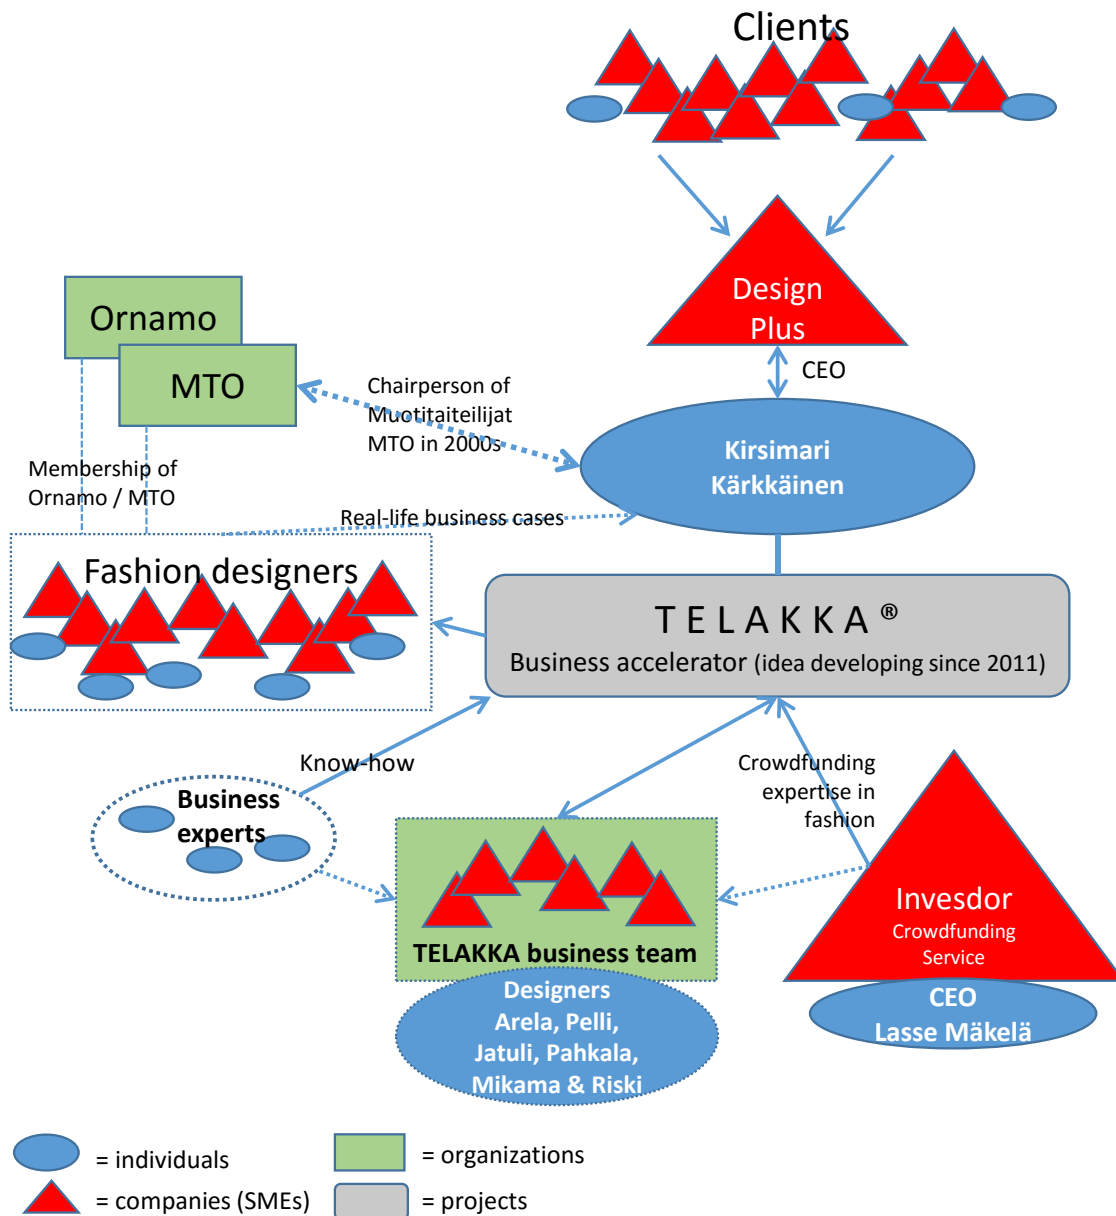 Clients
Design
Plus
CEO
Ornamo
MTO
Chairperson of
Muotitaiteilijat
MTO in 2000s
Kirsimari
Kärkkäinen
Membership of
Ornamo / MTO
Real-life business cases
Fashion designers
TELAKKA®
Business accelerator (idea developing since 2011)
Know-how
Business
experts
Crowdfunding
expertise in
fashion
TELAKKA business team
Designers
Arela, Pelli,
Jatuli, Pahkala,
Mikama & Riski
Invesdor
Crowdfunding
Service
CEO
Lasse Mäkelä
= individuals
= organizations
= companies (SMEs)
= projects